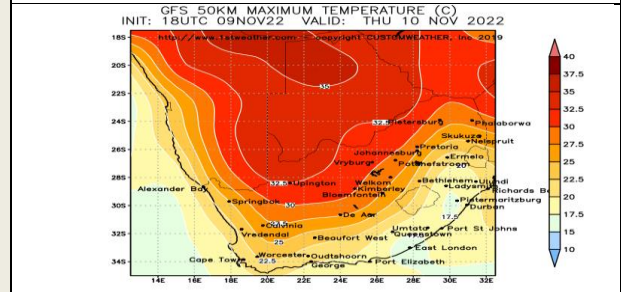 GFS 50KM MAXIMUM TEMPERATURE (C)
INIT: 18UTC 09NOV22 VALID: THU 10 NOV 2022
18S http://www.1stweather.com copyright CUSTOMWEATHER, Inc 2019
40
20S
37.5
35
35
22S
32.5
24S
32.5 Pietersburg Phalaborwa
30
Skukuza
Nelspruit
26S
Pretoria
27.5
Johannesburg
Ermelo
Vryburg
Potchefstroom
20
25
28S
Welkom
Bethlehem
Ulundi
22.5
Alexander Bay
32.5 Upington
Kimberley
Ladysmith
Richards B
Bloemfontein
20
Springbok
30
Pietermaritzburg
30S
Durban
17.5
De Aar
17.5
32S
Calvinia
Umtata
Port St Johns
15
Vredendal
25
Beaufort West
Queenstown
East London
10
34S
Cape Town
Worcester
22.5
Oudtshoorn
George
Port Elizabeth
14E 16E 18E 20E 22E 24E 26E 28E 30E 32E